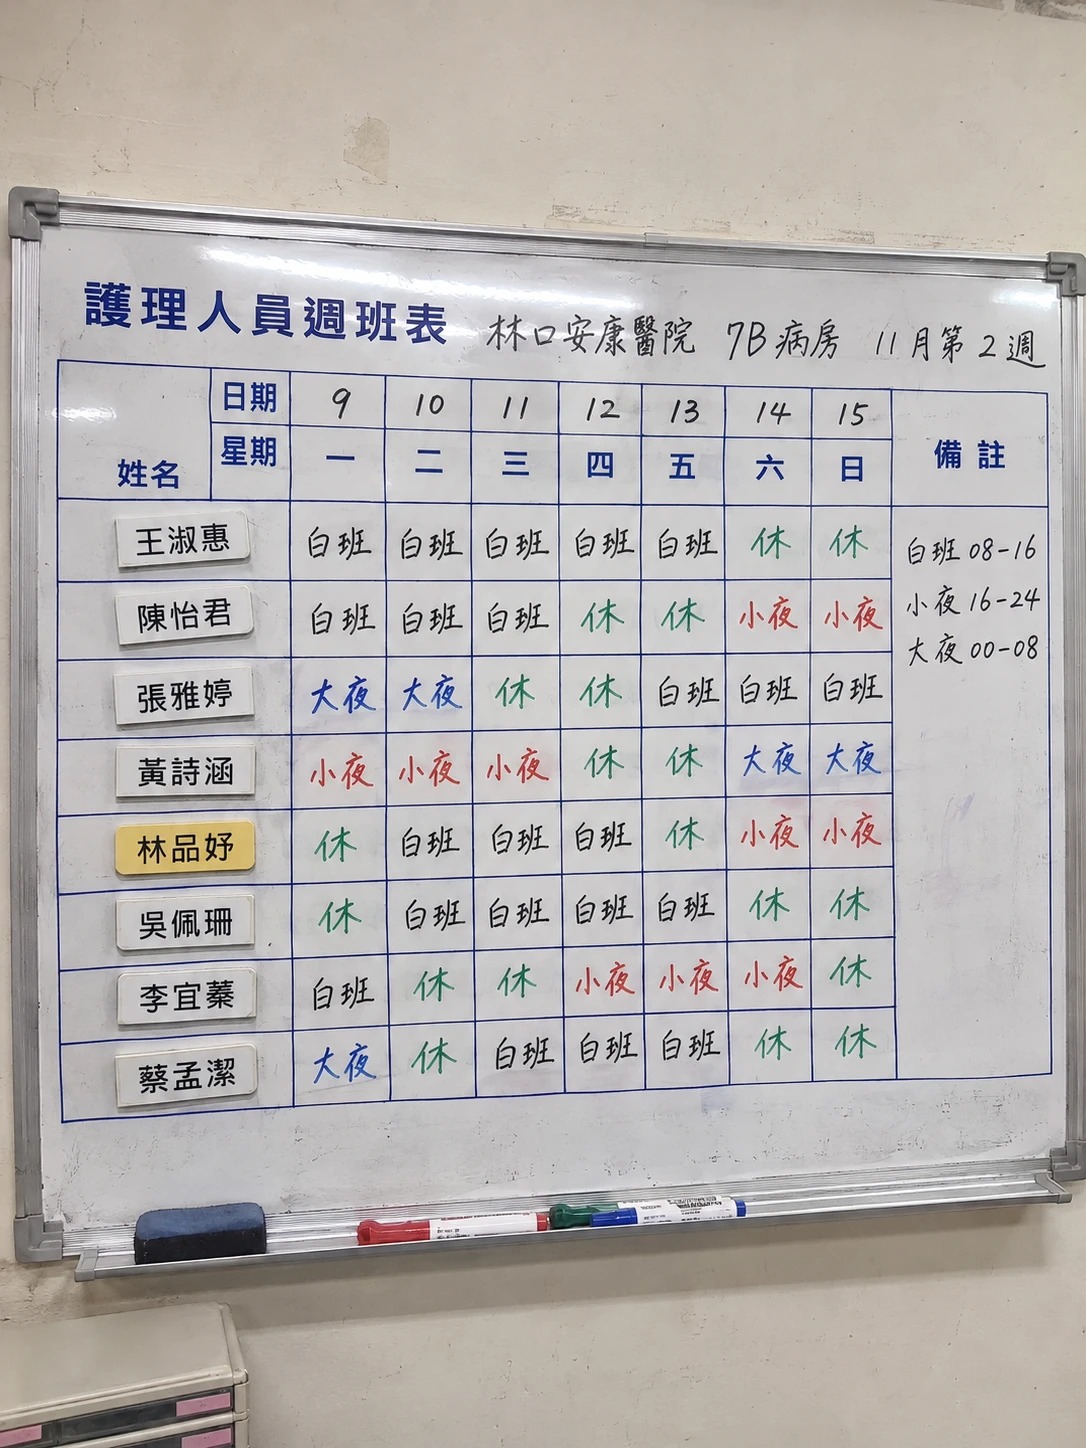 護理人員週班表 林口安康醫院 7B病房 11月第2週
日期 9 10 11 12 13 14 15
姓名 星期 一 二 三 四 五 六 日 備註
王淑惠 白班 白班 白班 白班 白班 休 休 白班 08-16
陳怡君 白班 白班 白班 休 休 小夜 小夜 小夜 16-24
大夜 00-08
張雅婷 大夜 大夜 休 休 白班 白班 白班
黃詩涵 小夜 小夜 小夜 休 休 大夜 大夜
林品妤 休 白班 白班 白班 休 小夜 小夜
吳佩珊 休 白班 白班 白班 白班 休 休
李宜蓁 白班 休 休 小夜 小夜 小夜 休
蔡孟潔 大夜 休 白班 白班 白班 休 休